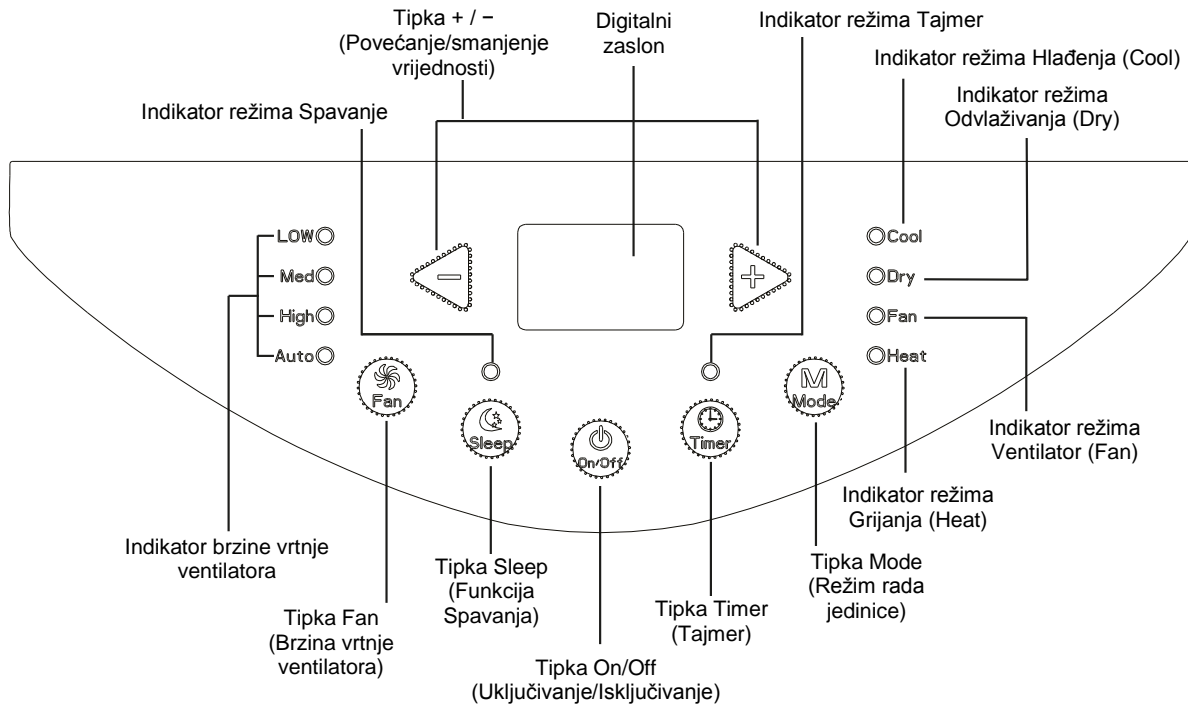 Tipka + / −
(Povećanje/smanjenje
vrijednosti)
Digitalni
zaslon
Indikator režima Tajmer
Indikator režima Hlađenja (Cool)
Indikator režima
Odvlaživanja (Dry)
Indikator režima Spavanje
LOW
Med
High
Auto
Cool
Dry
Fan
Heat
Fan
Sleep
On/Off
Timer
M
Mode
Indikator režima
Ventilator (Fan)
Indikator režima
Grijanja (Heat)
Indikator brzine vrtnje
ventilatora
Tipka Fan
(Brzina vrtnje
ventilatora)
Tipka Sleep
(Funkcija
Spavanja)
Tipka On/Off
(Uključivanje/Isključivanje)
Tipka Timer
(Tajmer)
Tipka Mode
(Režim rada
jedinice)